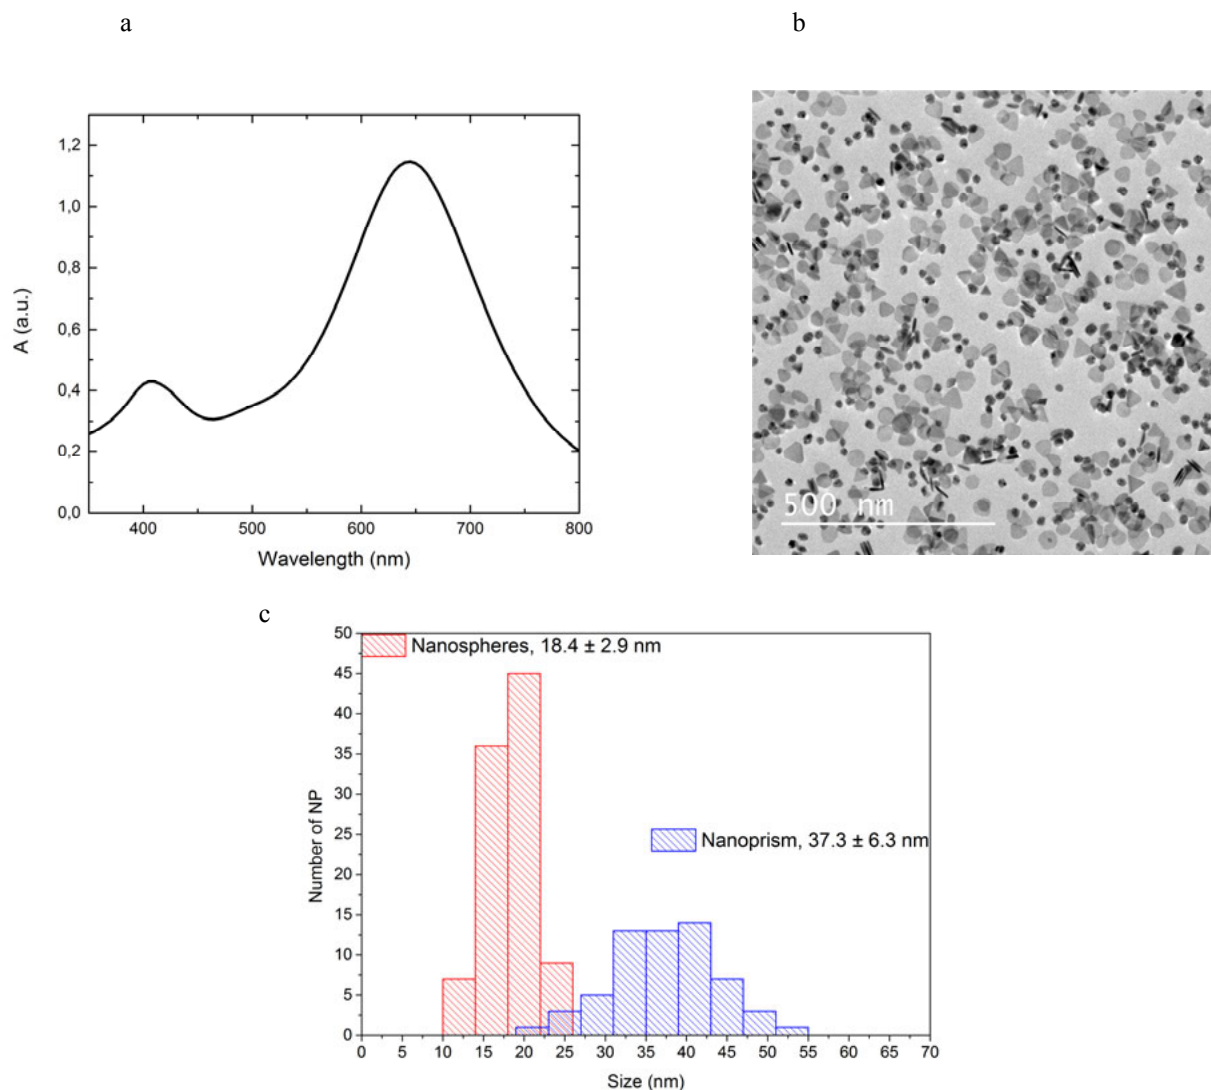 a
b
1,2
1,0
0,8
0,6
0,4
0,2
0,0
A (a.u.)
400 500 600 700 800
Wavelength (nm)
500 nm
c
50
45
40
35
30
25
20
15
10
5
0
Number of NP
Nanospheres, 18.4 ± 2.9 nm
Nanoprism, 37.3 ± 6.3 nm
0 5 10 15 20 25 30 35 40 45 50 55 60 65 70
Size (nm)